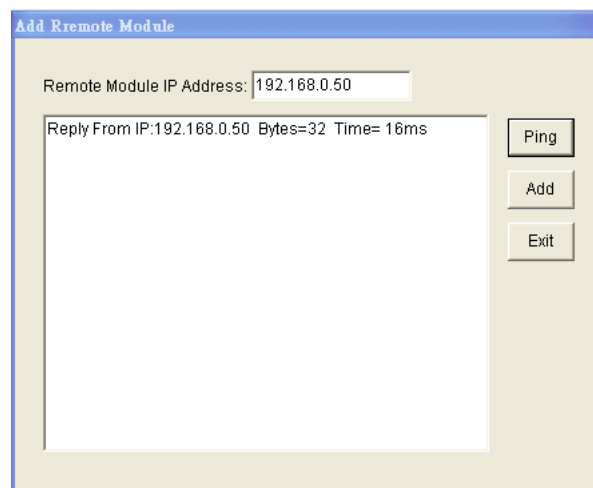 Add Rremote Module
Remote Module IP Address: 192.168.0.50
Reply From IP:192.168.0.50 Bytes=32 Time= 16ms
Ping
Add
Exit